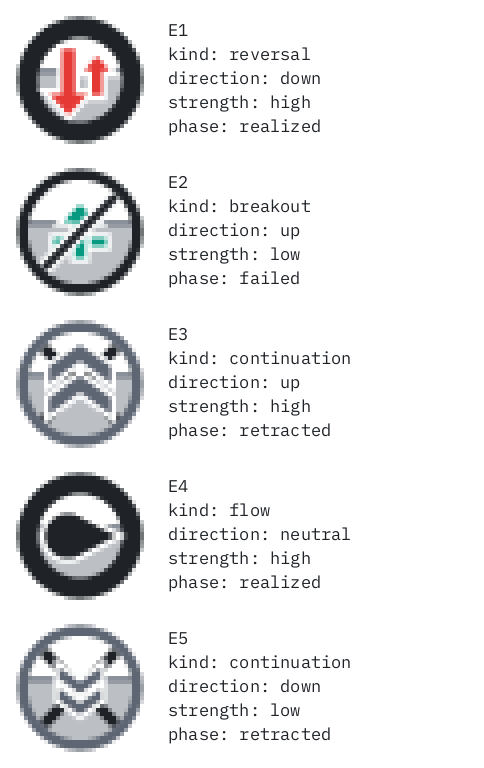 E1
kind: reversal
direction: down
strength: high
phase: realized
E2
kind: breakout
direction: up
strength: low
phase: failed
E3
kind: continuation
direction: up
strength: high
phase: retracted
E4
kind: flow
direction: neutral
strength: high
phase: realized
E5
kind: continuation
direction: down
strength: low
phase: retracted